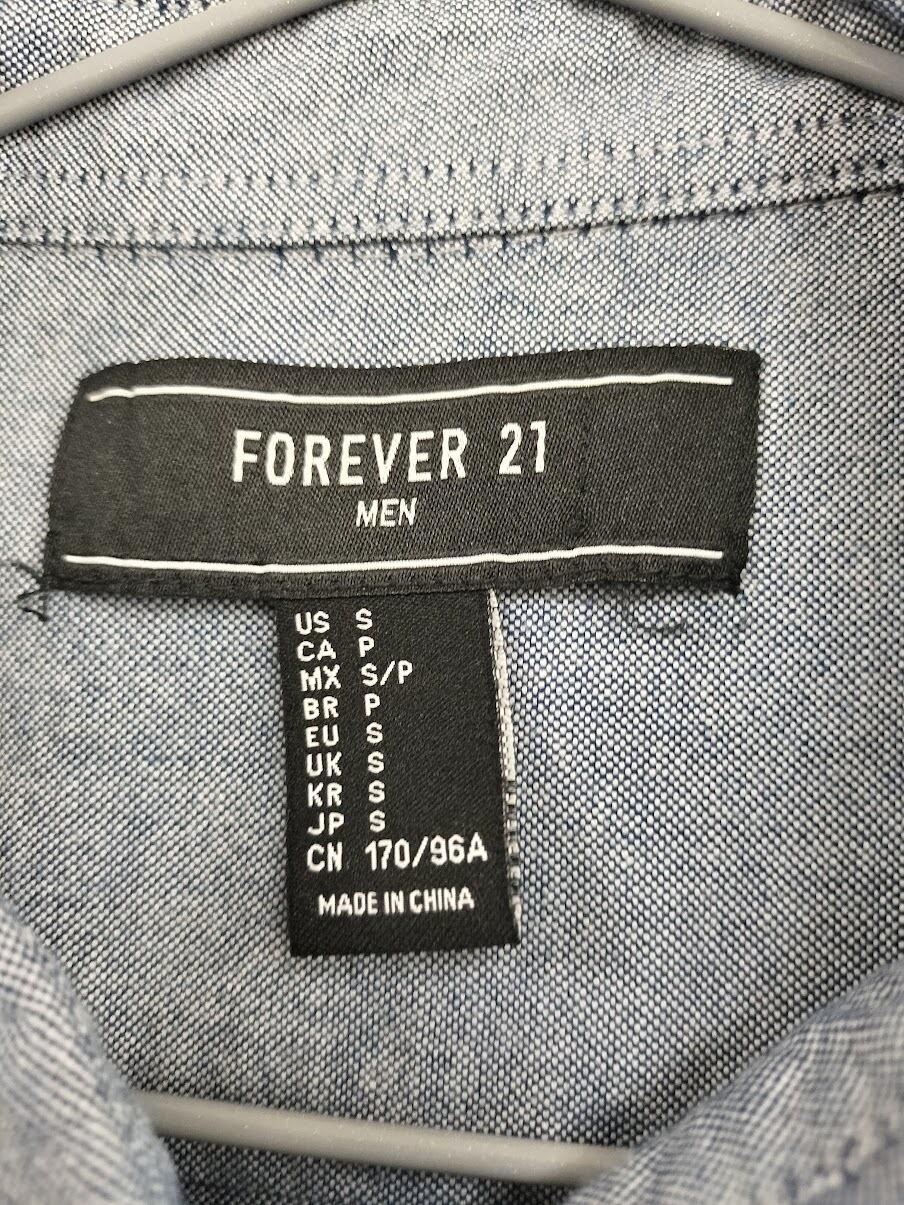 FOREVER 21
MEN
US S
CA P
MX S/P
BR P
EU S
UK S
KR S
JP S
CN 170/96A
MADE IN CHINA